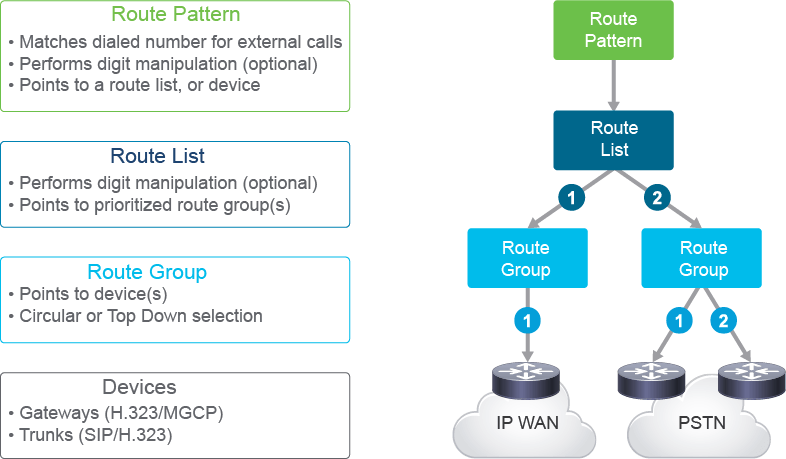 Route Pattern
• Matches dialed number for external calls
• Performs digit manipulation (optional)
• Points to a route list, or device
Route List
• Performs digit manipulation (optional)
• Points to prioritized route group(s)
Route Group
• Points to device(s)
• Circular or Top Down selection
Devices
• Gateways (H.323/MGCP)
• Trunks (SIP/H.323)
Route
Pattern
Route
List
1
2
Route
Group
Route
Group
1
1
2
IP WAN
PSTN